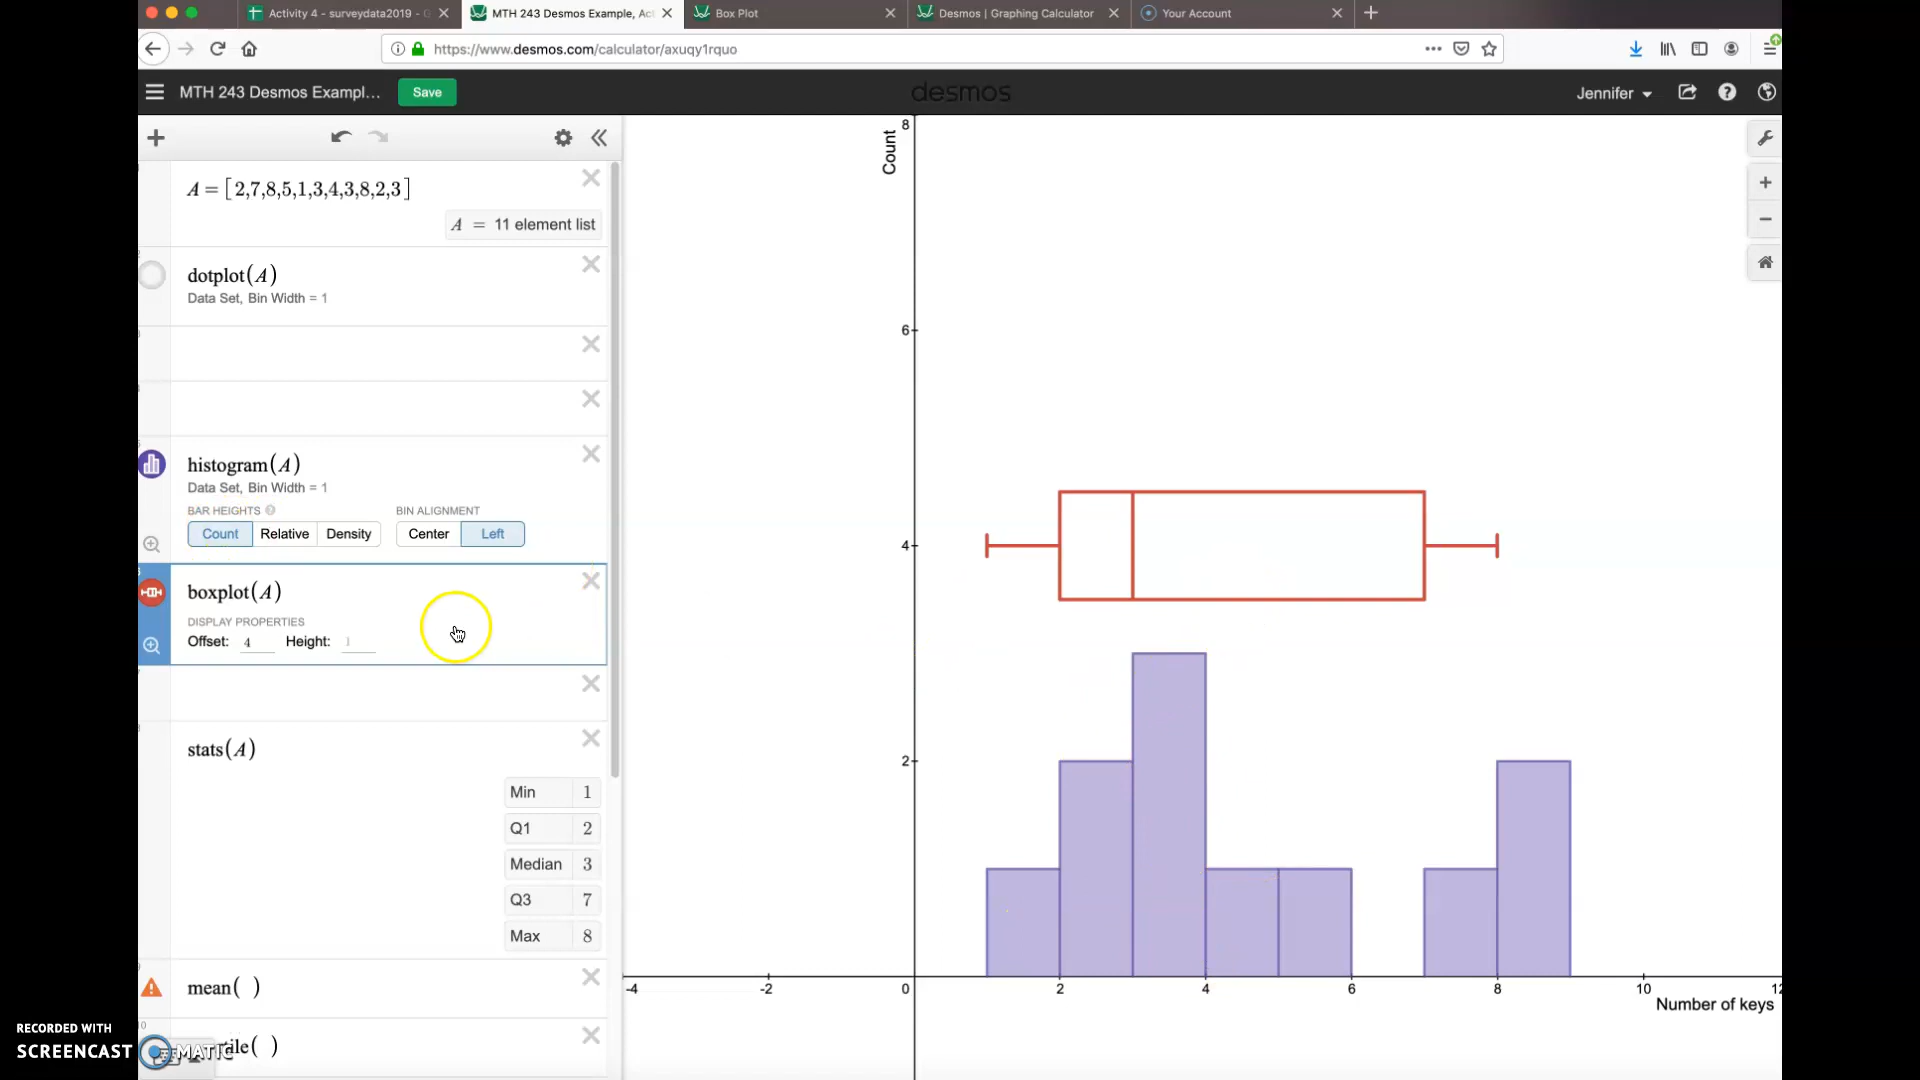 Activity 4 - surveydata2019 - G
MTH 243 Desmos Example, Act
Box Plot
Desmos | Graphing Calculator
Your Account
https://www.desmos.com/calculator/axuqy1rquo
MTH 243 Desmos Exampl...
Save
desmos
Jennifer
A = [2,7,8,5,1,3,4,3,8,2,3]
A = 11 element list
dotplot(A)
Data Set, Bin Width = 1
histogram(A)
Data Set, Bin Width = 1
BAR HEIGHTS
BIN ALIGNMENT
Count Relative Density Center Left
boxplot(A)
DISPLAY PROPERTIES
Offset: 4 Height: 1
stats(A)
Min 1
Q1 2
Median 3
Q3 7
Max 8
mean( )
10
tile( )
Count
8
6
4
2
-4 -2 0 2 4 6 8 10 12
Number of keys
RECORDED WITH
SCREENCAST MATIC